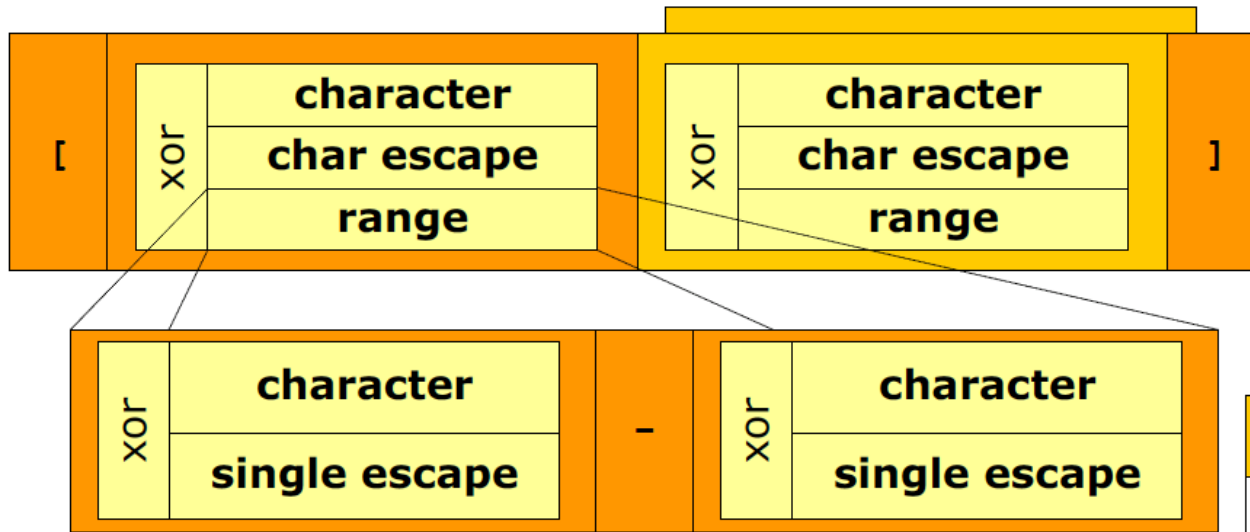 [
xor
character
char escape
range
xor
character
char escape
range
]
xor
character
single escape
–
xor
character
single escape